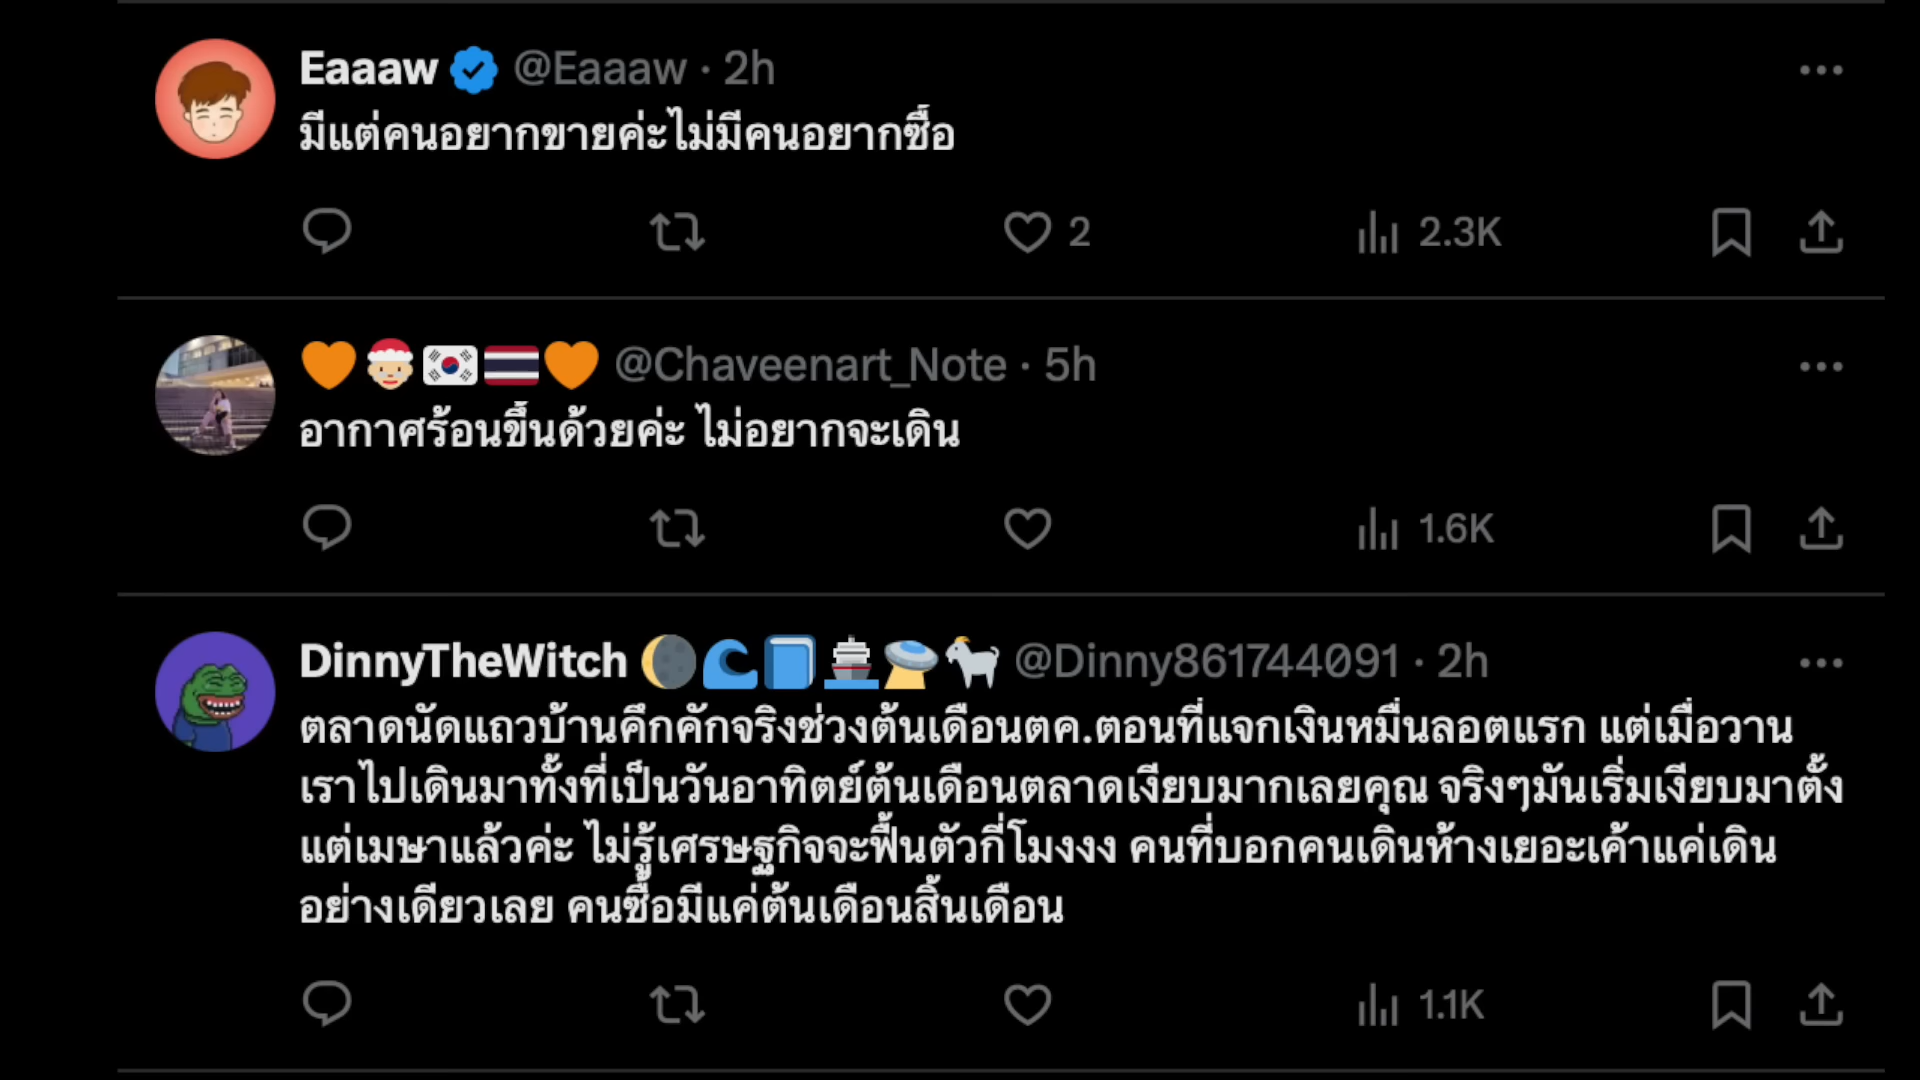 Eaaaw @Eaaaw · 2h
มีแต่คนอยากขายค่ะไม่มีคนอยากซื้อ
2 2.3K
🧡🤶🏼🇰🇷🇹🇭🧡 @Chaveenart_Note · 5h
อากาศร้อนขึ้นด้วยค่ะ ไม่อยากจะเดิน
1.6K
DinnyTheWitch 🌖🌊📘🚢🛸🐐 @Dinny861744091 · 2h
ตลาดนัดแถวบ้านคึกคักจริงช่วงต้นเดือนตค.ตอนที่แจกเงินหมื่นลอตแรก แต่เมื่อวาน
เราไปเดินมาทั้งที่เป็นวันอาทิตย์ต้นเดือนตลาดเงียบมากเลยคุณ จริงๆมันเริ่มเงียบมาตั้ง
แต่เมษาแล้วค่ะ ไม่รู้เศรษฐกิจจะฟื้นตัวกี่โมงงง คนที่บอกคนเดินห้างเยอะเค้าแค่เดิน
อย่างเดียวเลย คนซื้อมีแค่ต้นเดือนสิ้นเดือน
1.1K